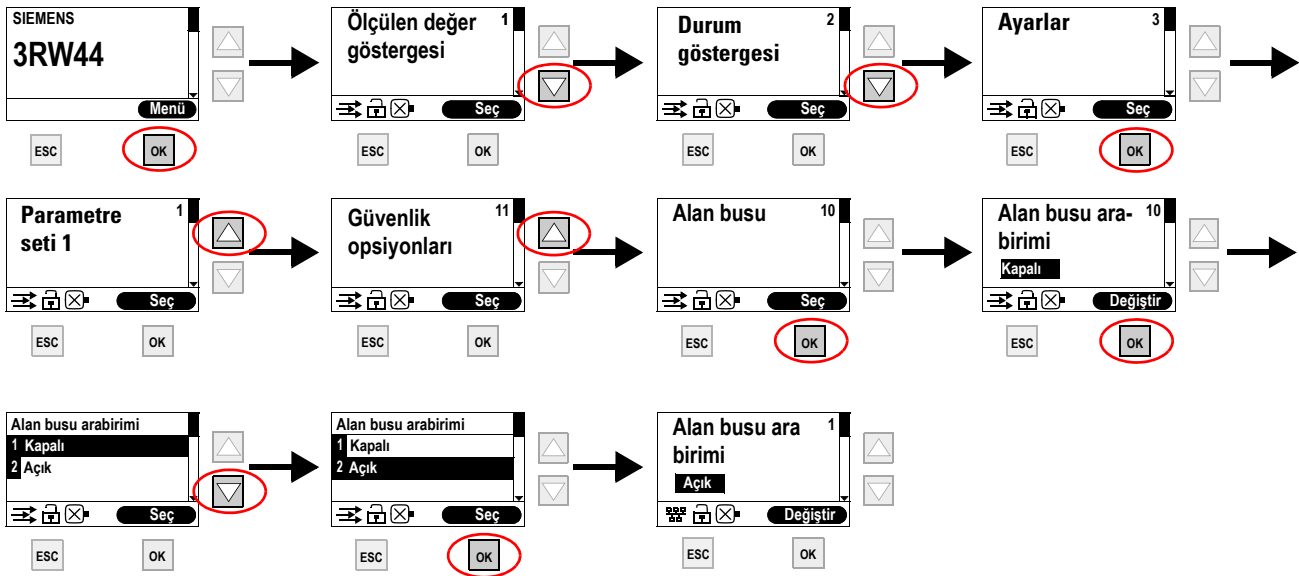 SIEMENS
3RW44
Menü
ESC
OK
Ölçülen değer 1
göstergesi
Seç
ESC
OK
Durum 2
göstergesi
Seç
ESC
OK
Ayarlar 3
Seç
ESC
OK
Parametre 1
seti 1
Seç
ESC
OK
Güvenlik 11
opsiyonları
Seç
ESC
OK
Alan busu 10
Seç
ESC
OK
Alan busu ara- 10
birimi
Kapalı
Değiştir
ESC
OK
Alan busu arabirimi
1 Kapalı
2 Açık
Seç
ESC
OK
Alan busu arabirimi
1 Kapalı
2 Açık
Seç
ESC
OK
Alan busu ara 1
birimi
Açık
Değiştir
ESC
OK